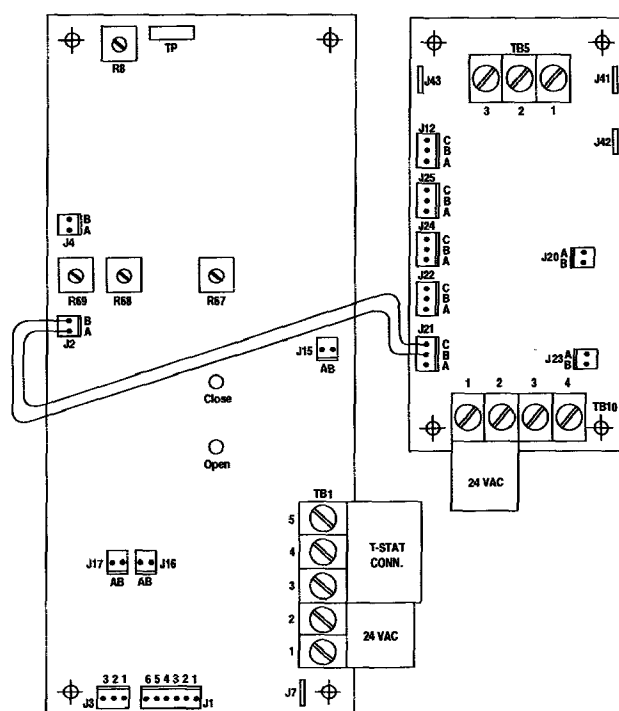 R8
TP
J4
B
A
R69
R68
R67
J2
B
A
J15
AB
Close
Open
J17
AB
J16
AB
TB1
5
4
3
2
1
T-STAT
CONN.
24 VAC
3 2 1
J3
6 5 4 3 2 1
J1
J7
J43
TB5
3 2 1
J41
J42
J12
C
B
A
J25
C
B
A
J24
C
B
A
J22
C
B
A
J21
C
B
A
J20
A
B
J23
A
B
1 2 3 4
TB10
24 VAC